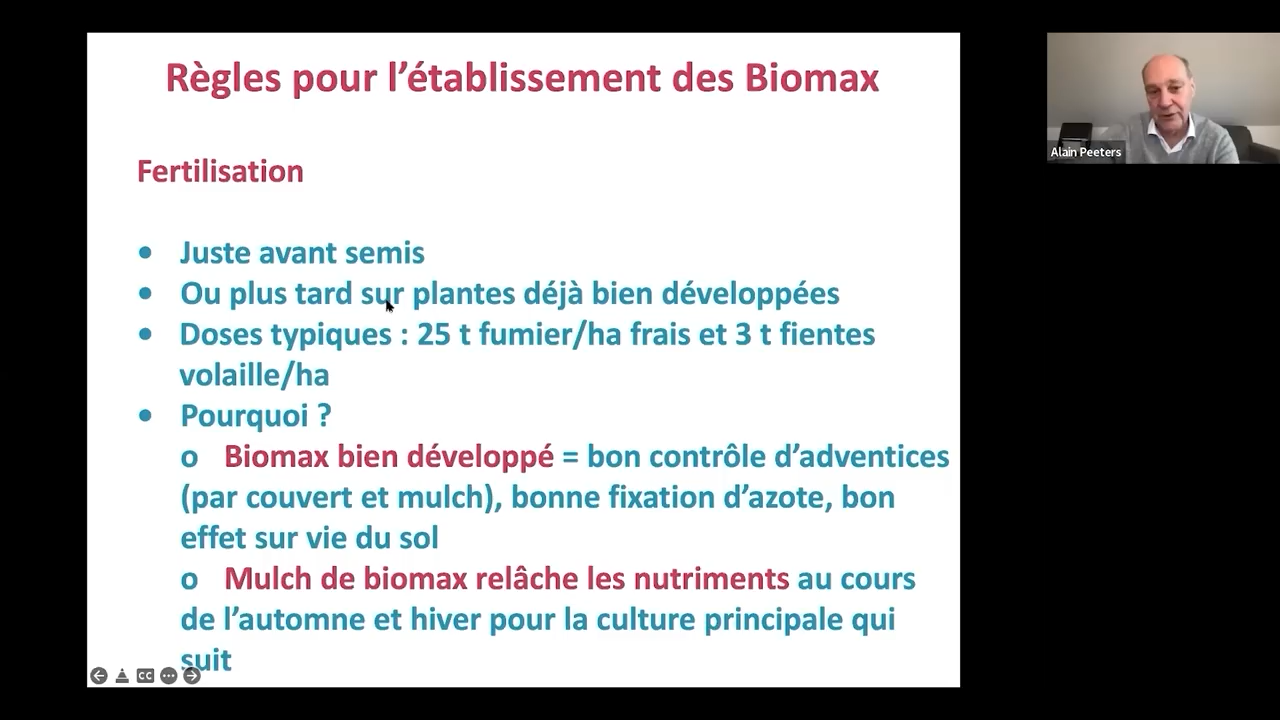 Règles pour l’établissement des Biomax
Fertilisation
• Juste avant semis
• Ou plus tard sur plantes déjà bien développées
• Doses typiques : 25 t fumier/ha frais et 3 t fientes
volaille/ha
• Pourquoi ?
o Biomax bien développé = bon contrôle d’adventices
(par couvert et mulch), bonne fixation d’azote, bon
effet sur vie du sol
o Mulch de biomax relâche les nutriments au cours
de l’automne et hiver pour la culture principale qui
suit
CC
Alain Peeters